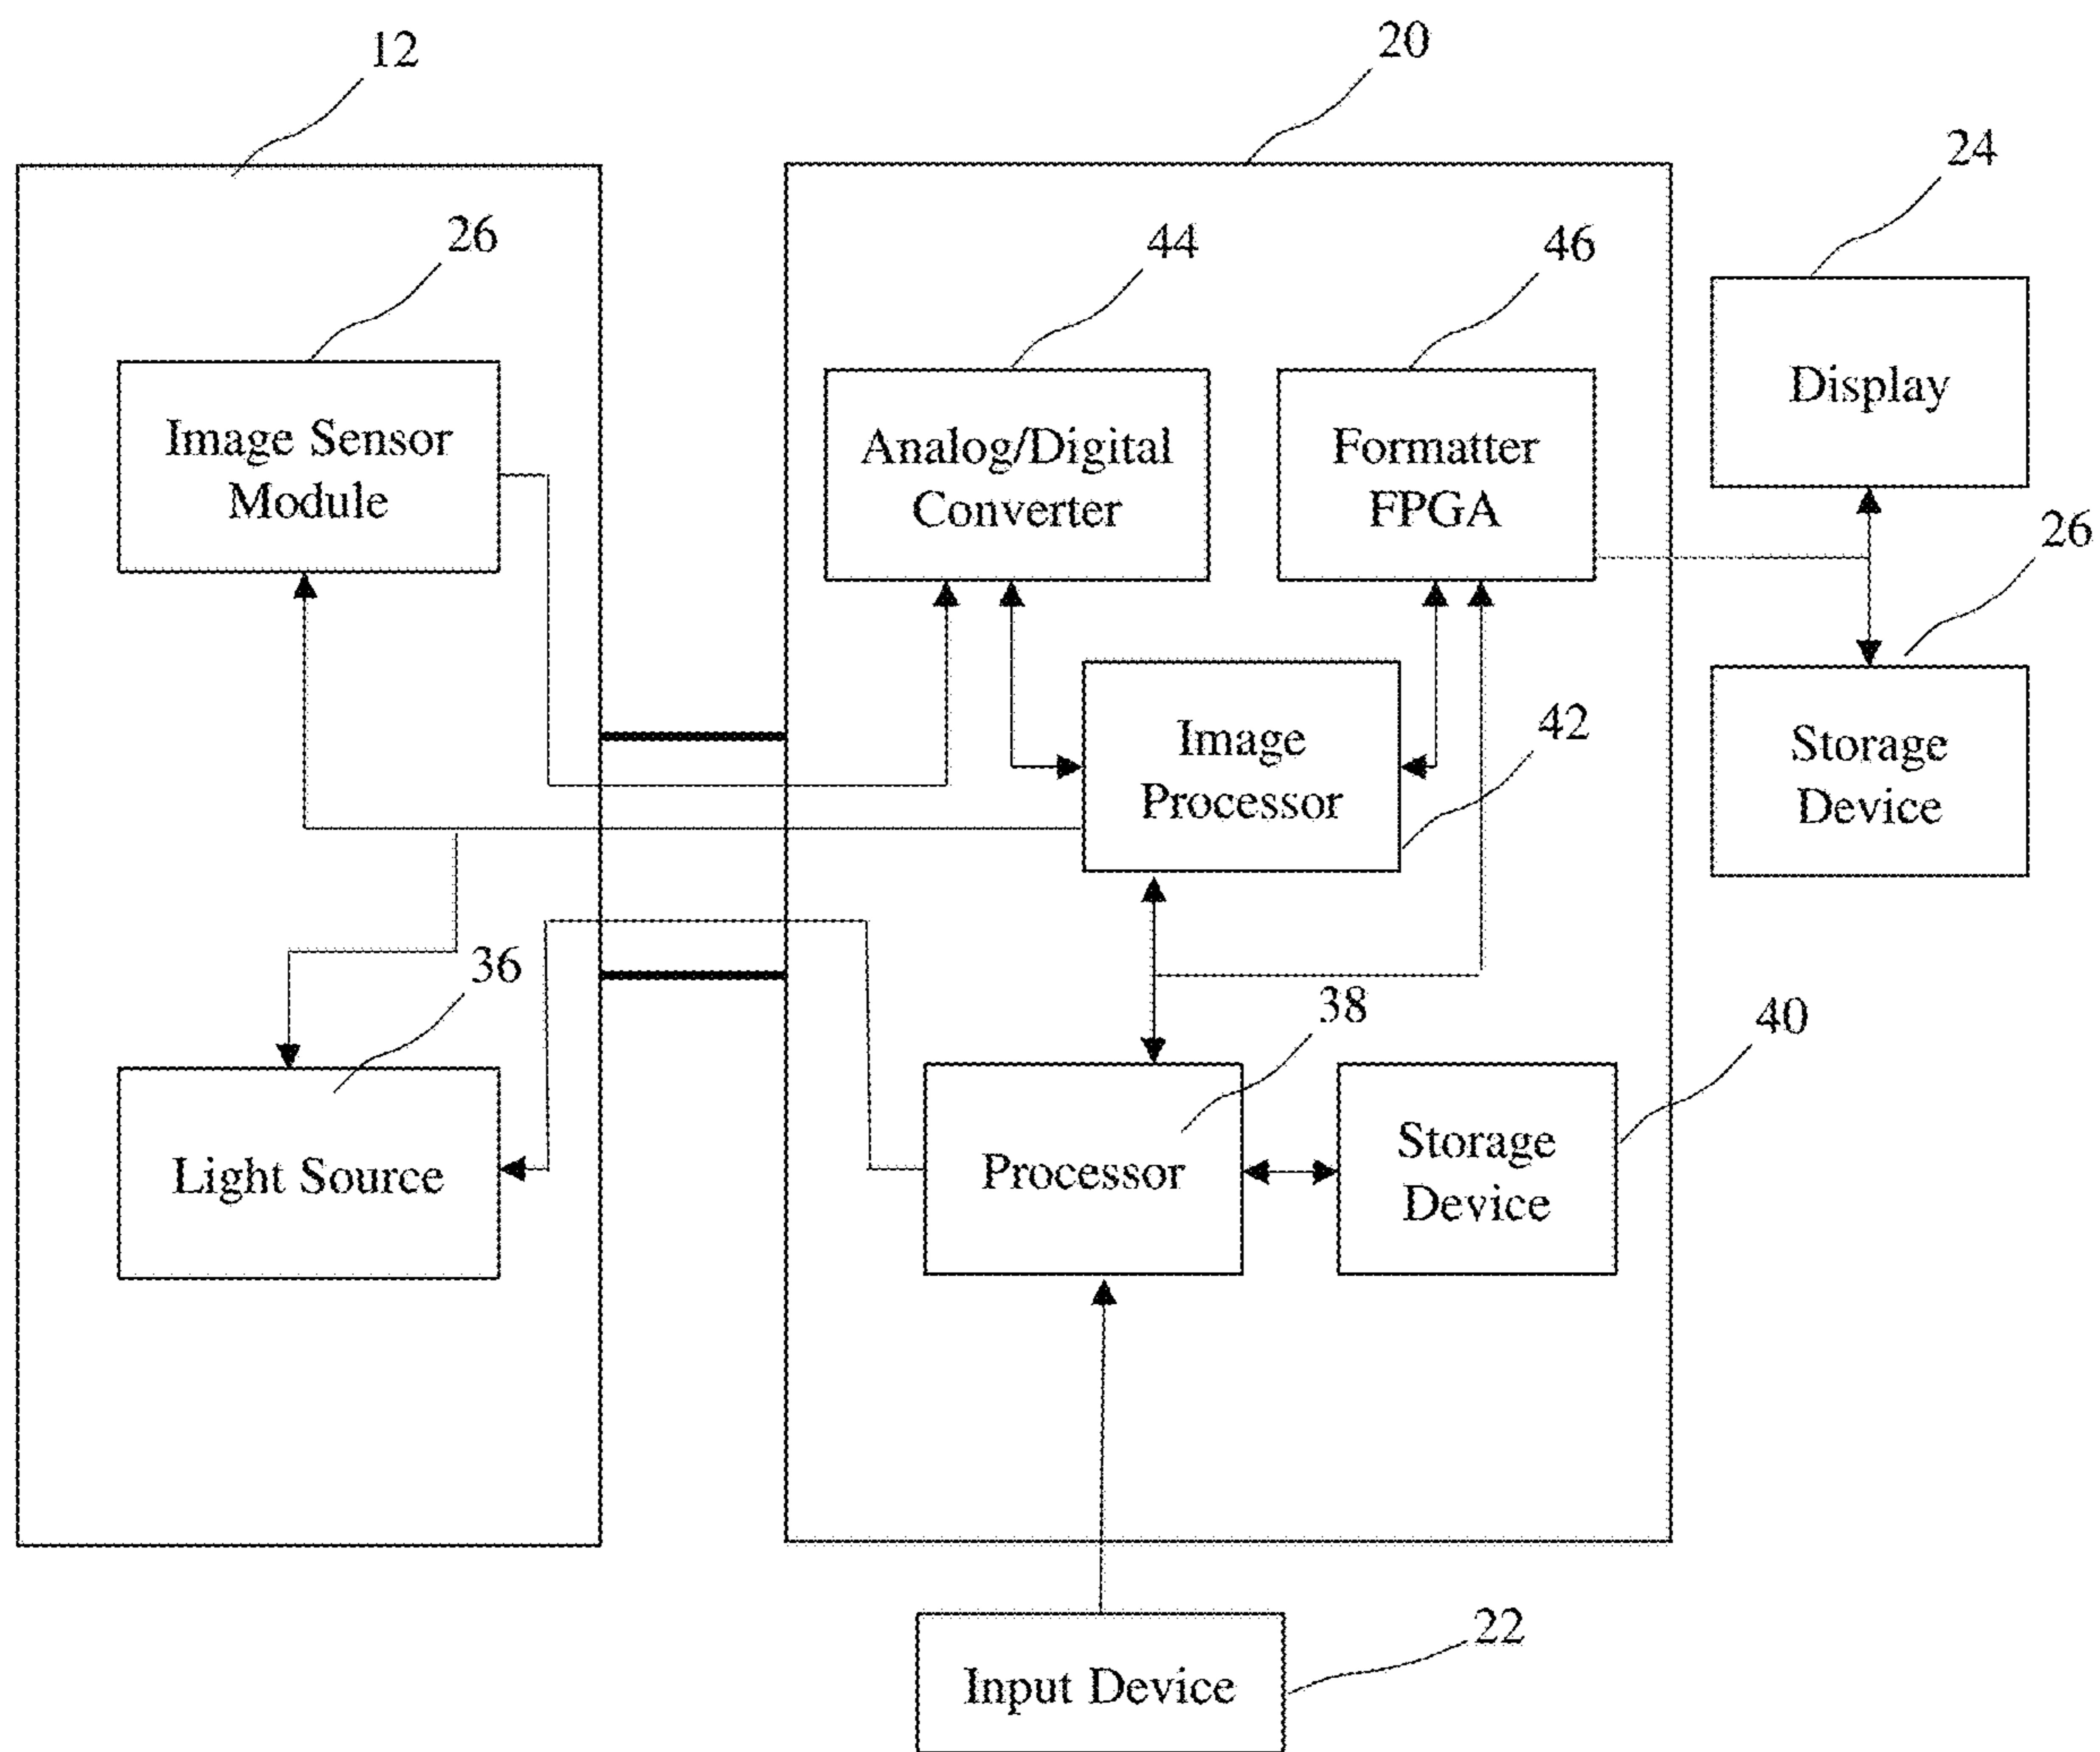 12
20
24
26
44
46
Image Sensor
Module
Analog/Digital
Converter
Formatter
FPGA
Display
26
Image
Processor
42
Storage
Device
36
38
40
Light Source
Processor
Storage
Device
22
Input Device